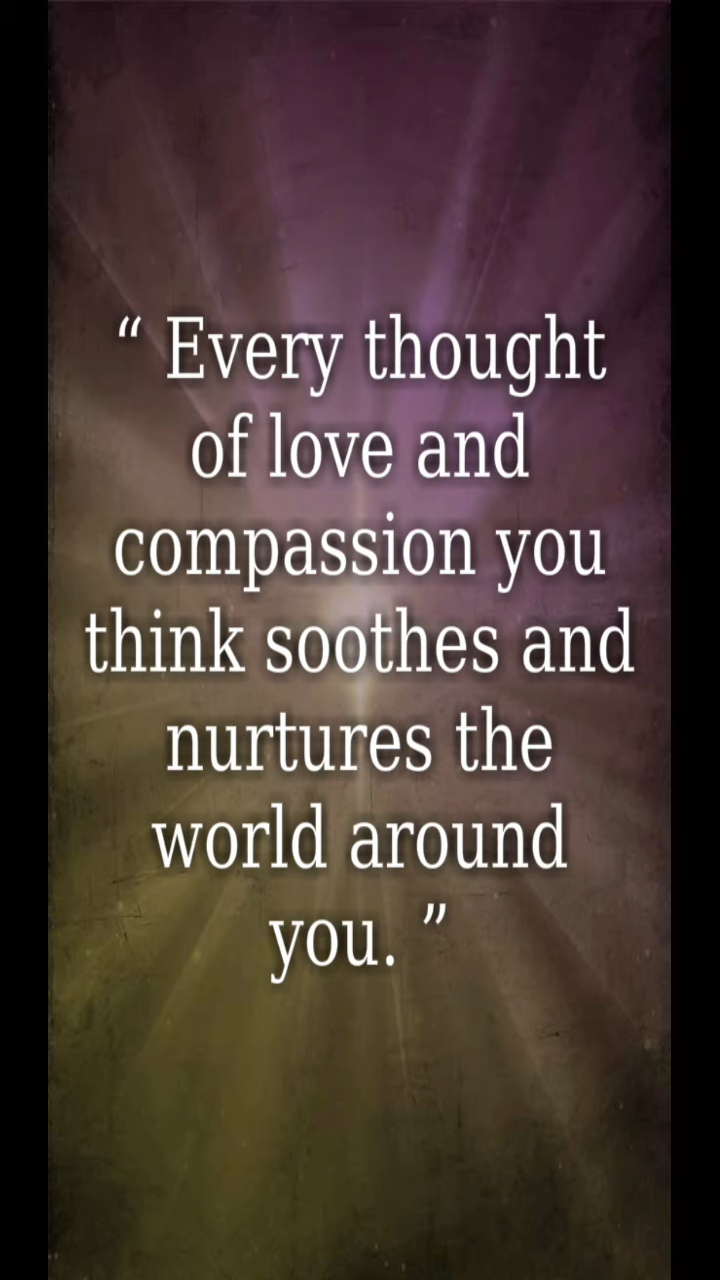 “ Every thought
of love and
compassion you
think soothes and
nurtures the
world around
you. ”